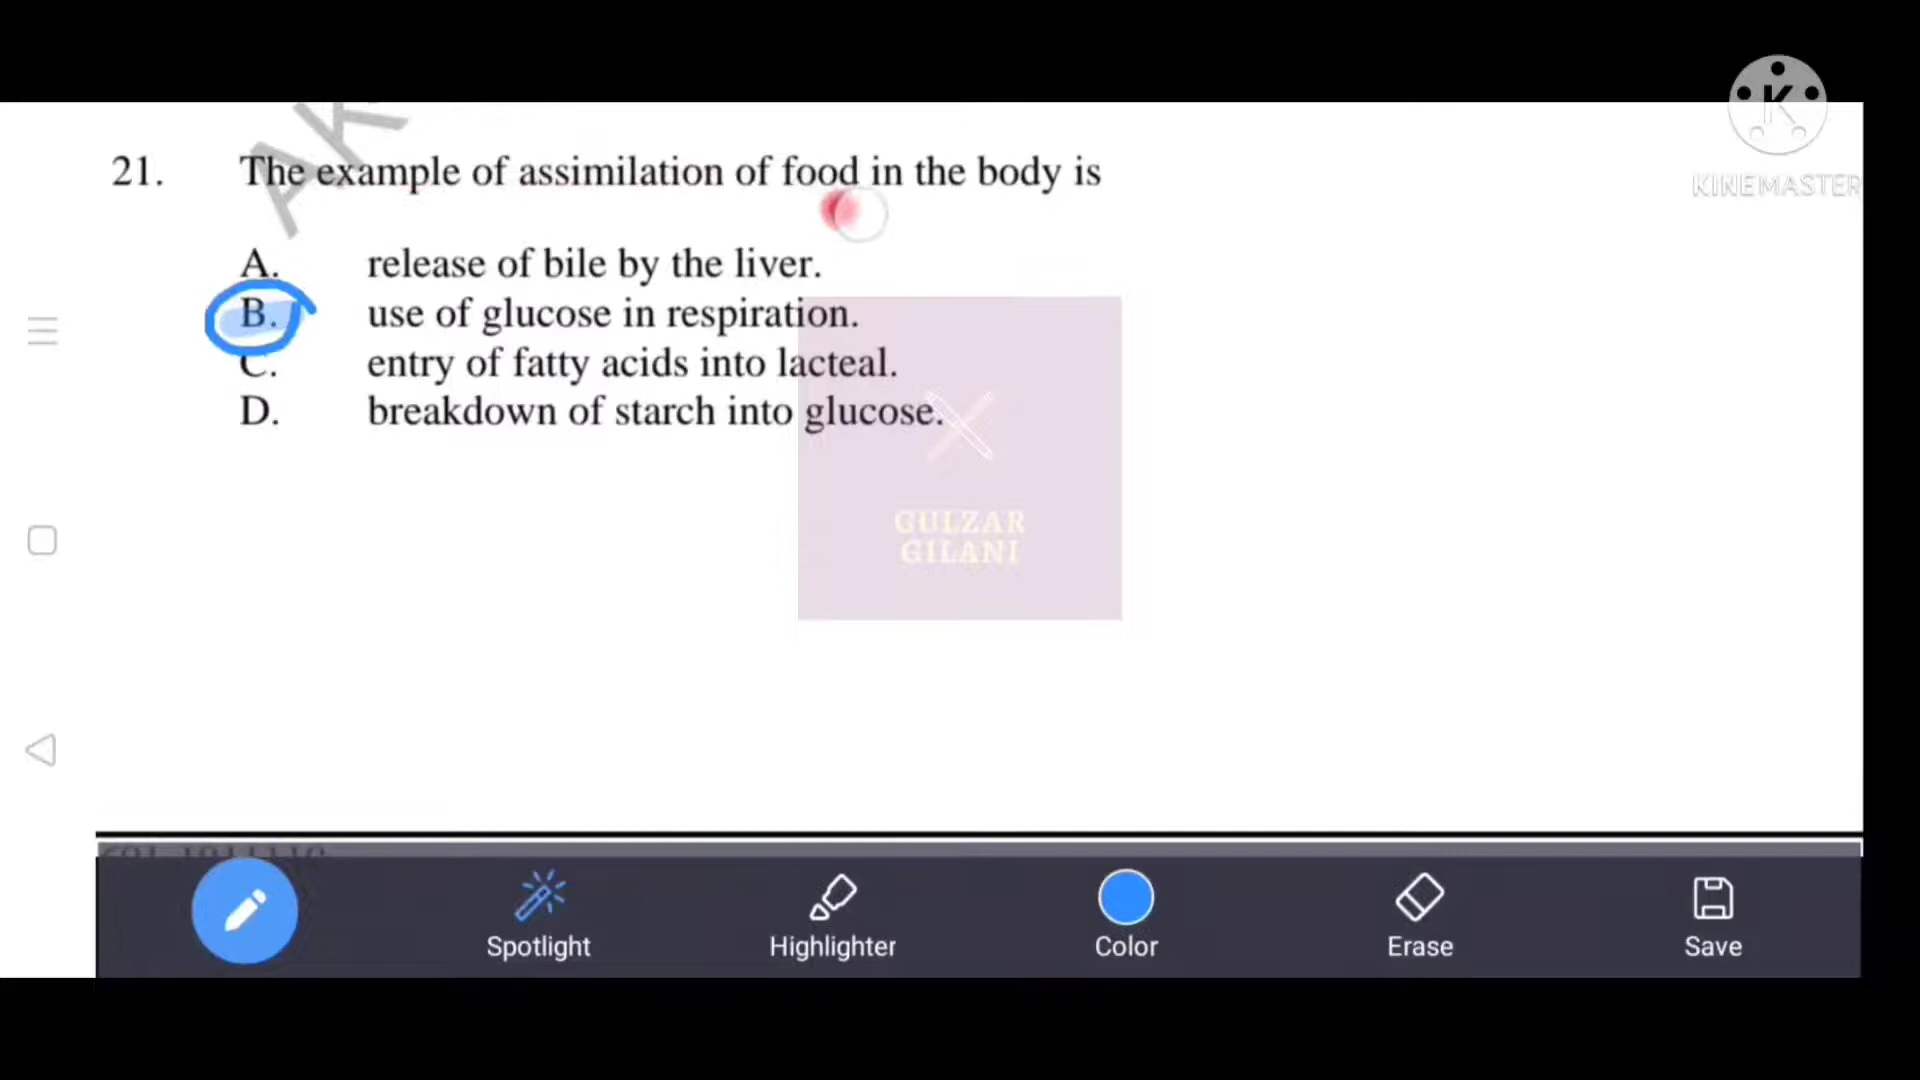 AK
KINEMASTER
21. The example of assimilation of food in the body is
A. release of bile by the liver.
B. use of glucose in respiration.
C. entry of fatty acids into lacteal.
D. breakdown of starch into glucose.
GULZAR
GILANI
Spotlight
Highlighter
Color
Erase
Save